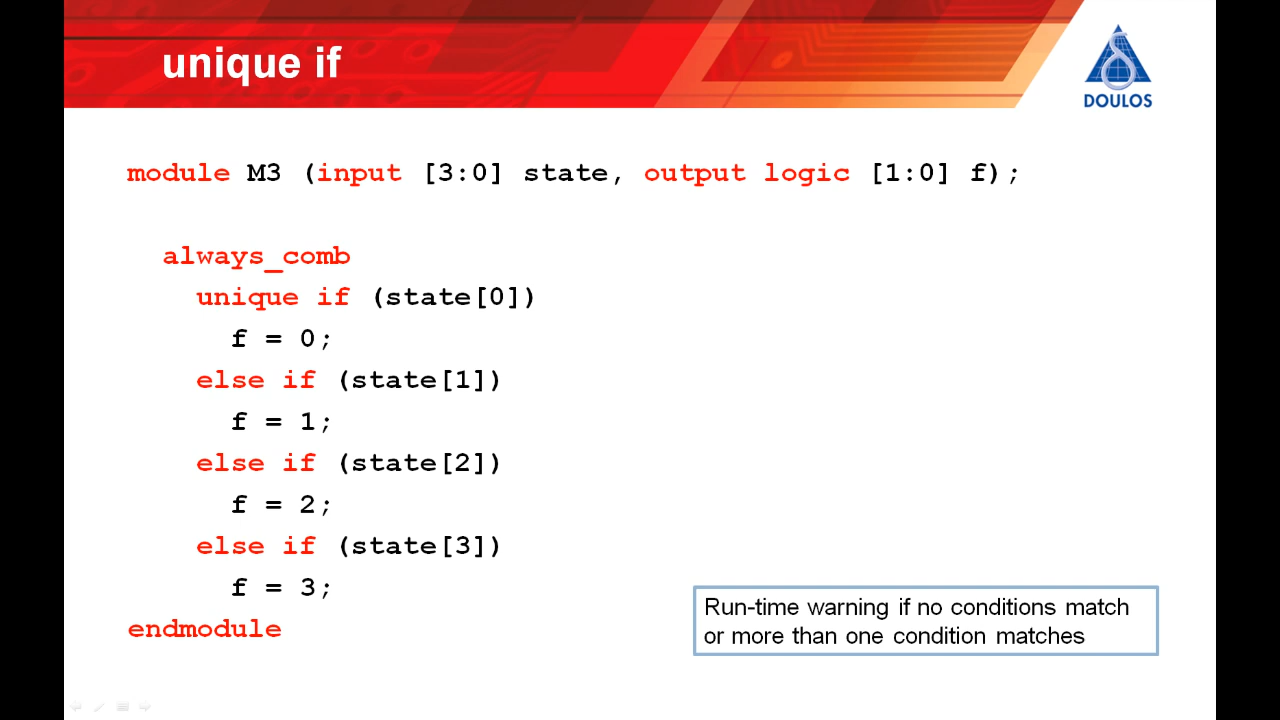 unique if
DOULOS
module M3 (input [3:0] state, output logic [1:0] f);
always_comb
unique if (state[0])
f = 0;
else if (state[1])
f = 1;
else if (state[2])
f = 2;
else if (state[3])
f = 3;
endmodule
Run-time warning if no conditions match
or more than one condition matches